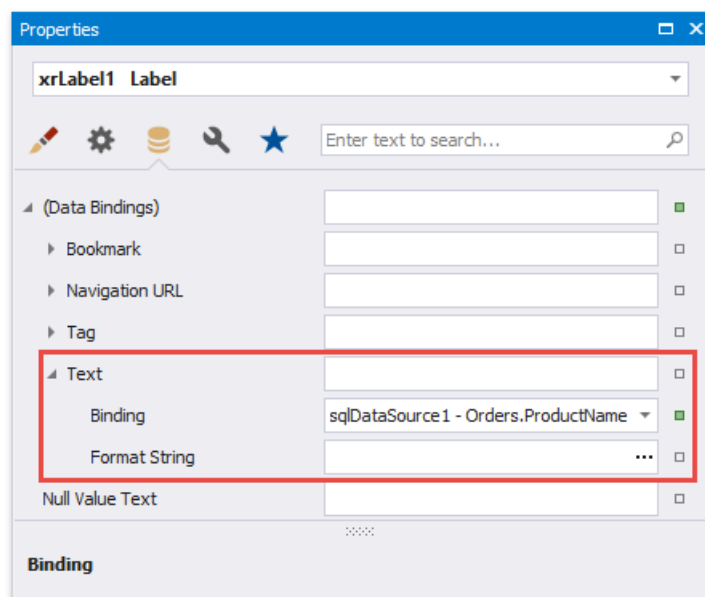 Properties
xrLabel1 Label
Enter text to search...
(Data Bindings)
Bookmark
Navigation URL
Tag
Text
Binding sqlDataSource1 - Orders.ProductName
Format String ...
Null Value Text
Binding